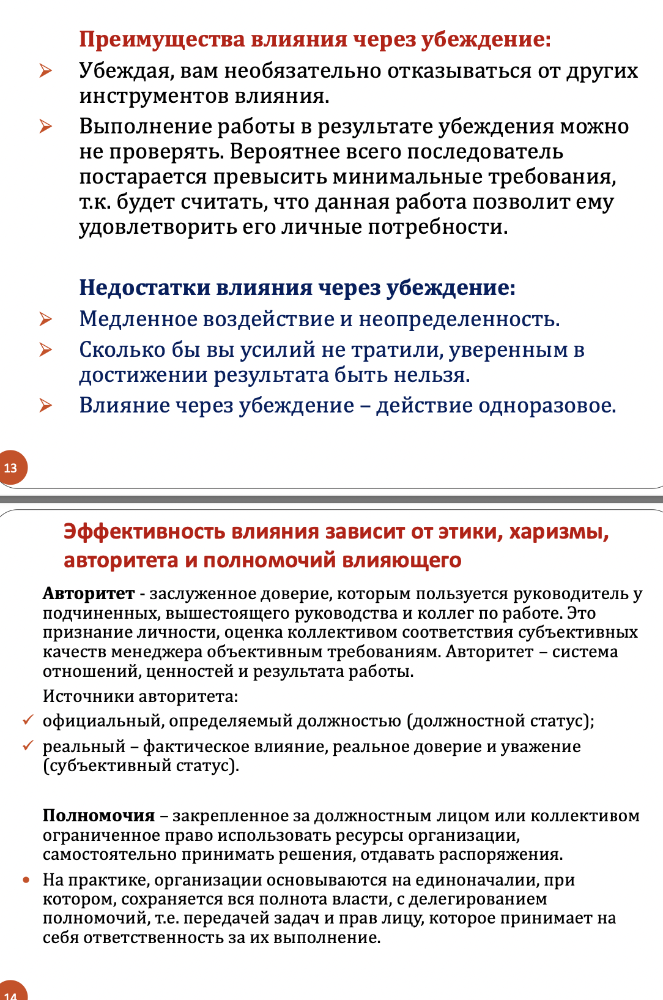 Преимущества влияния через убеждение:
Убеждая, вам необязательно отказываться от других
инструментов влияния.
Выполнение работы в результате убеждения можно
не проверять. Вероятнее всего последователь
постарается превысить минимальные требования,
т.к. будет считать, что данная работа позволит ему
удовлетворить его личные потребности.
Недостатки влияния через убеждение:
Медленное воздействие и неопределенность.
Сколько бы вы усилий не тратили, уверенным в
достижении результата быть нельзя.
Влияние через убеждение – действие одноразовое.
13
Эффективность влияния зависит от этики, харизмы,
авторитета и полномочий влияющего
Авторитет - заслуженное доверие, которым пользуется руководитель у
подчиненных, вышестоящего руководства и коллег по работе. Это
признание личности, оценка коллективом соответствия субъективных
качеств менеджера объективным требованиям. Авторитет – система
отношений, ценностей и результата работы.
Источники авторитета:
официальный, определяемый должностью (должностной статус);
реальный – фактическое влияние, реальное доверие и уважение
(субъективный статус).
Полномочия – закрепленное за должностным лицом или коллективом
ограниченное право использовать ресурсы организации,
самостоятельно принимать решения, отдавать распоряжения.
На практике, организации основываются на единоначалии, при
котором, сохраняется вся полнота власти, с делегированием
полномочий, т.е. передачей задач и прав лицу, которое принимает на
себя ответственность за их выполнение.
14